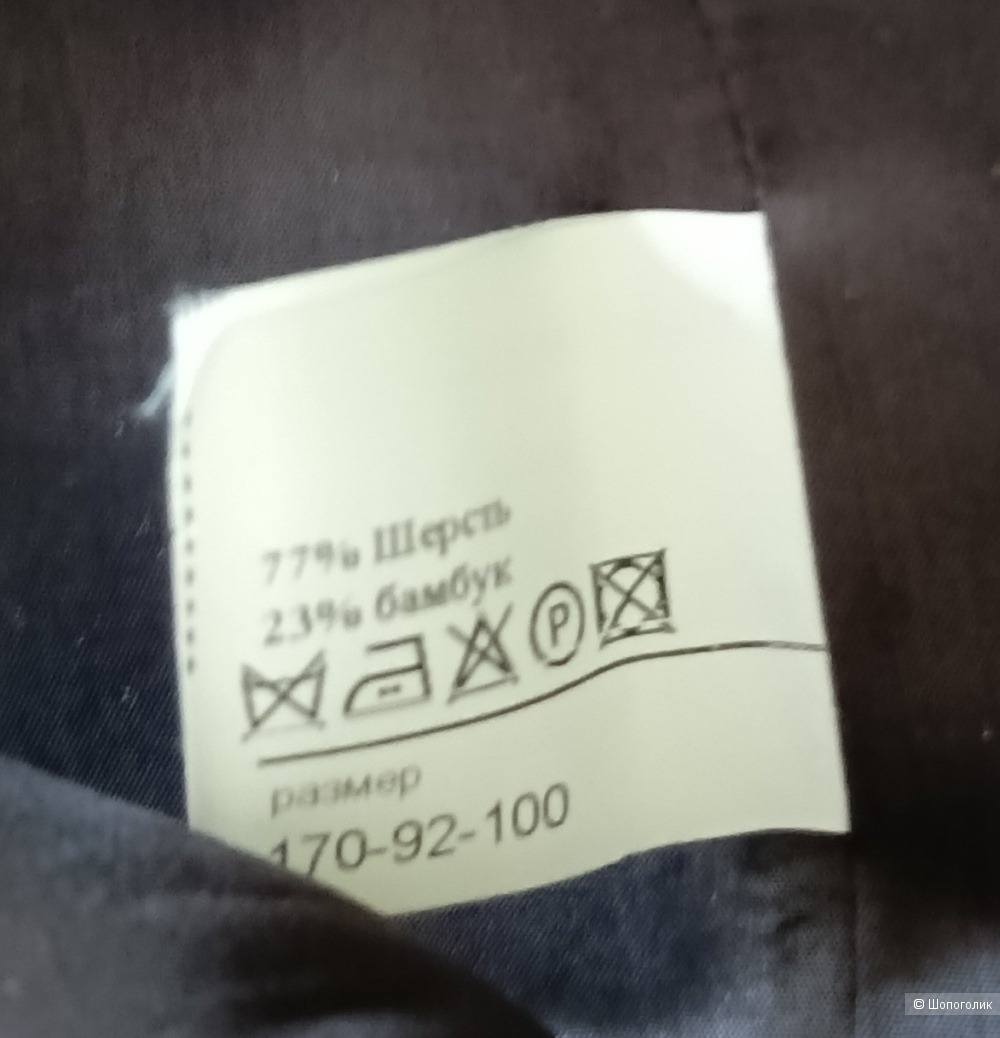 77% Шерсть
23% бамбук
P
размер
170-92-100
© Шопоголик